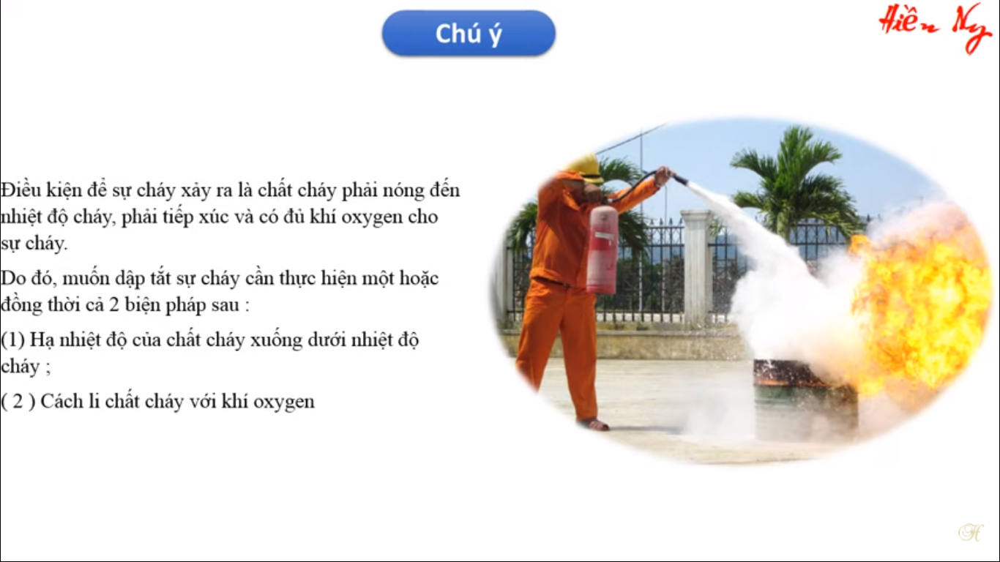 Chú ý
Hiền Ny
Điều kiện để sự cháy xảy ra là chất cháy phải nóng đến
nhiệt độ cháy, phải tiếp xúc và có đủ khí oxygen cho
sự cháy.
Do đó, muốn dập tắt sự cháy cần thực hiện một hoặc
đồng thời cả 2 biện pháp sau :
(1) Hạ nhiệt độ của chất cháy xuống dưới nhiệt độ
cháy ;
( 2 ) Cách li chất cháy với khí oxygen